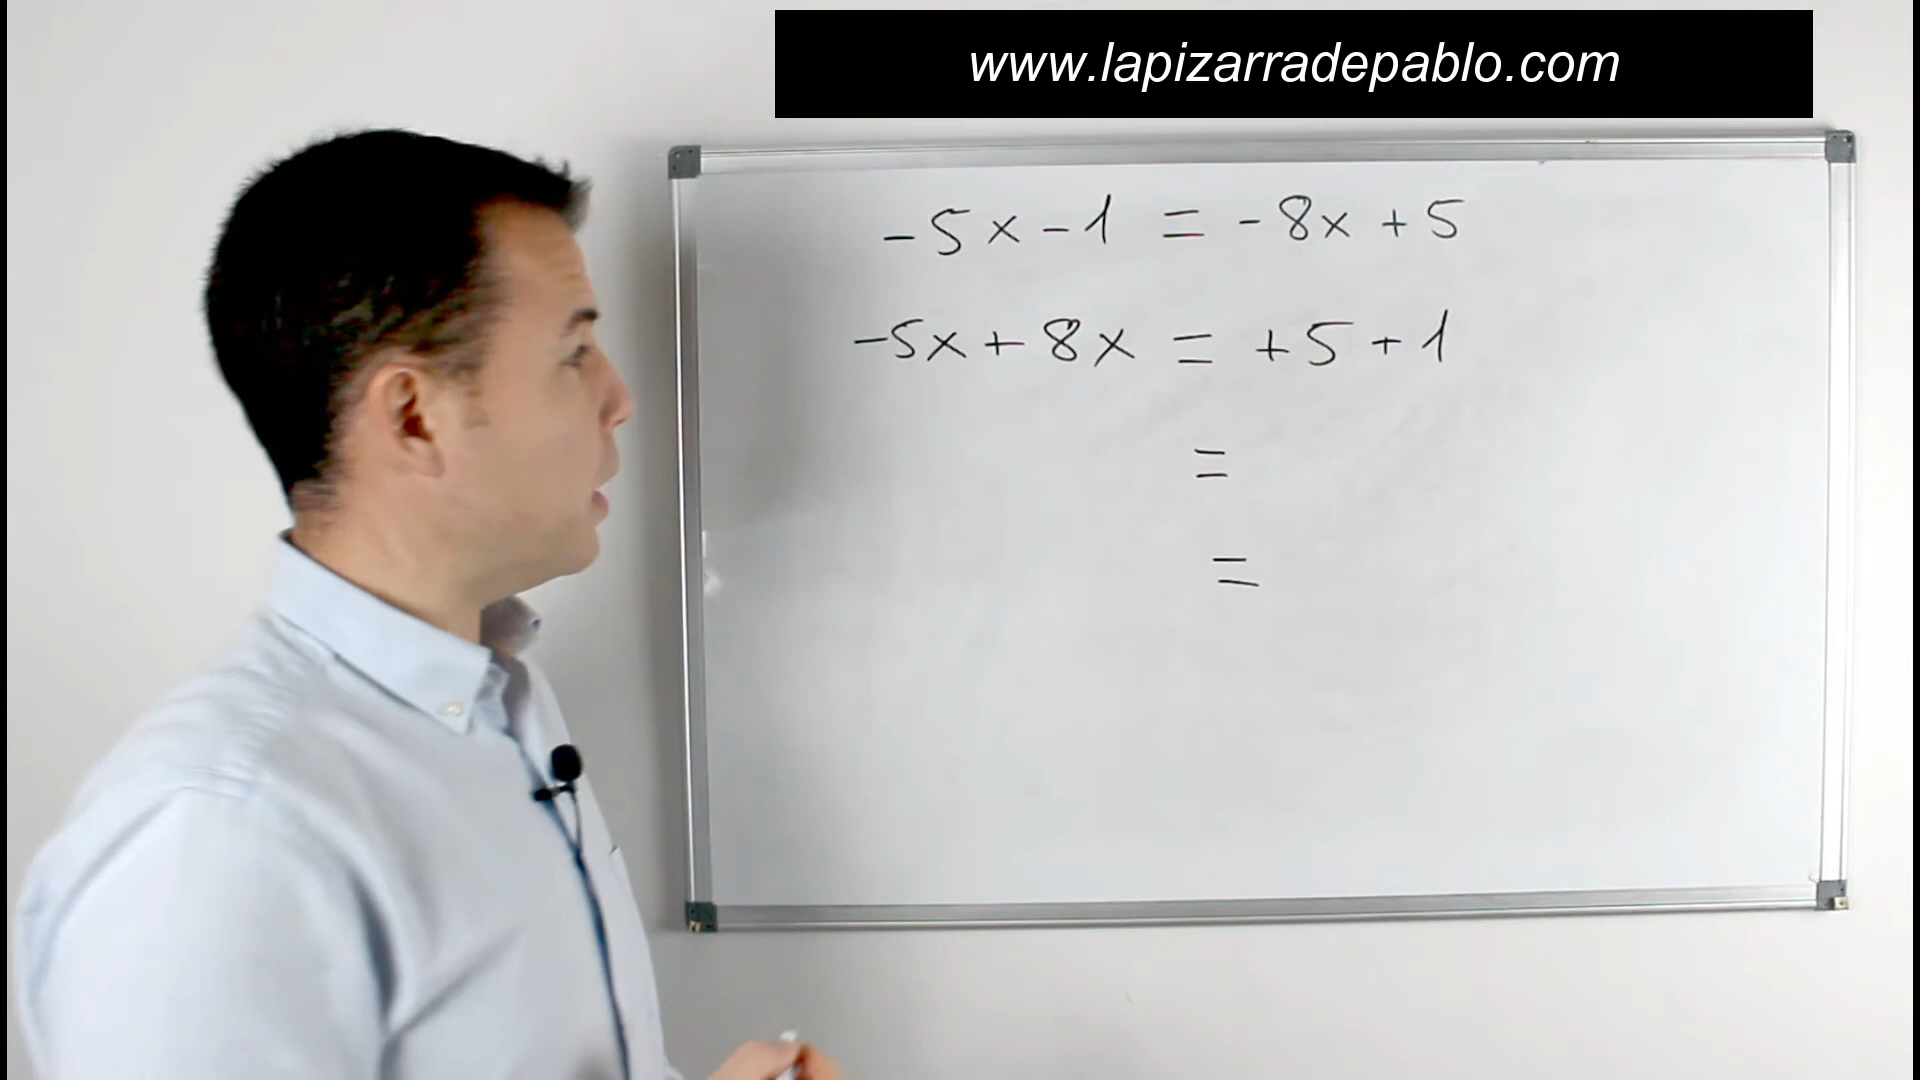 www.lapizarradepablo.com
-5x-1 = -8x+5
-5x+8x = +5+1
=
=